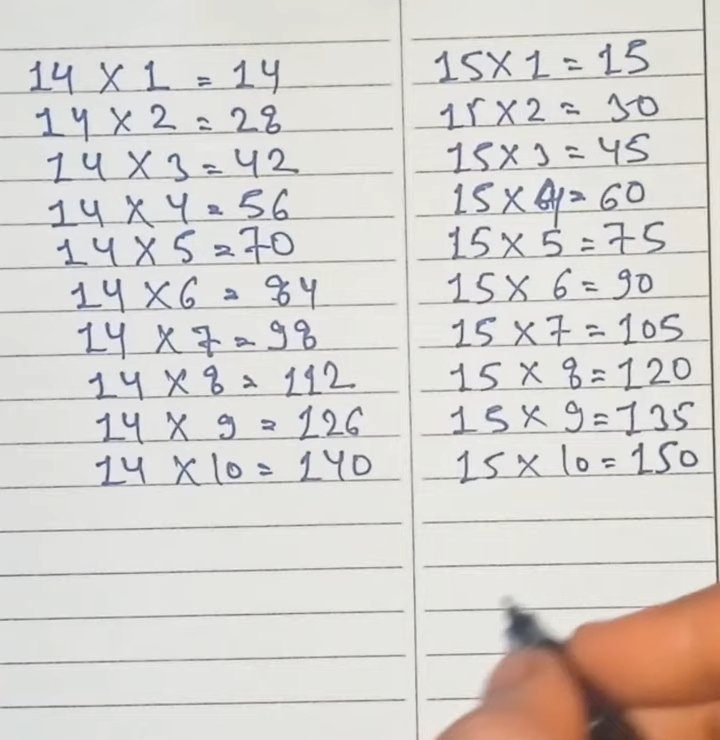 14 X 1 = 14
14 X 2 = 28
14 X 3 = 42
14 X 4 = 56
14 X 5 = 70
14 X 6 = 84
14 X 7 = 98
14 X 8 = 112
14 X 9 = 126
14 X 10 = 140
15 X 1 = 15
15 X 2 = 30
15 X 3 = 45
15 X 4 = 60
15 X 5 = 75
15 X 6 = 90
15 X 7 = 105
15 X 8 = 120
15 X 9 = 135
15 X 10 = 150